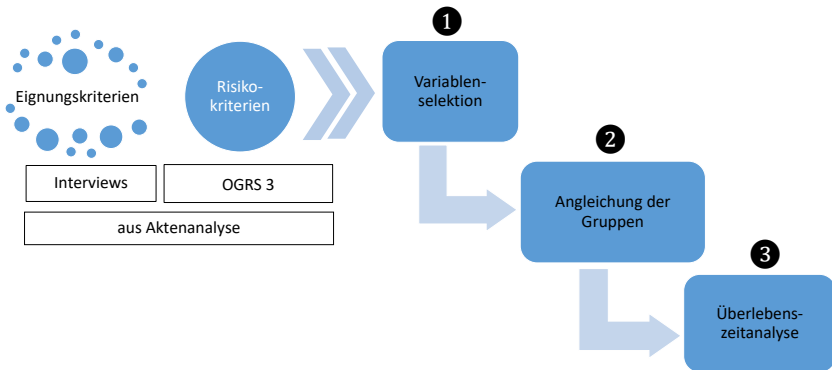 Eignungskriterien
Risiko-
kriterien
Interviews
OGRS 3
aus Aktenanalyse
1
Variablen-
selektion
2
Angleichung der
Gruppen
3
Überlebens-
zeitanalyse